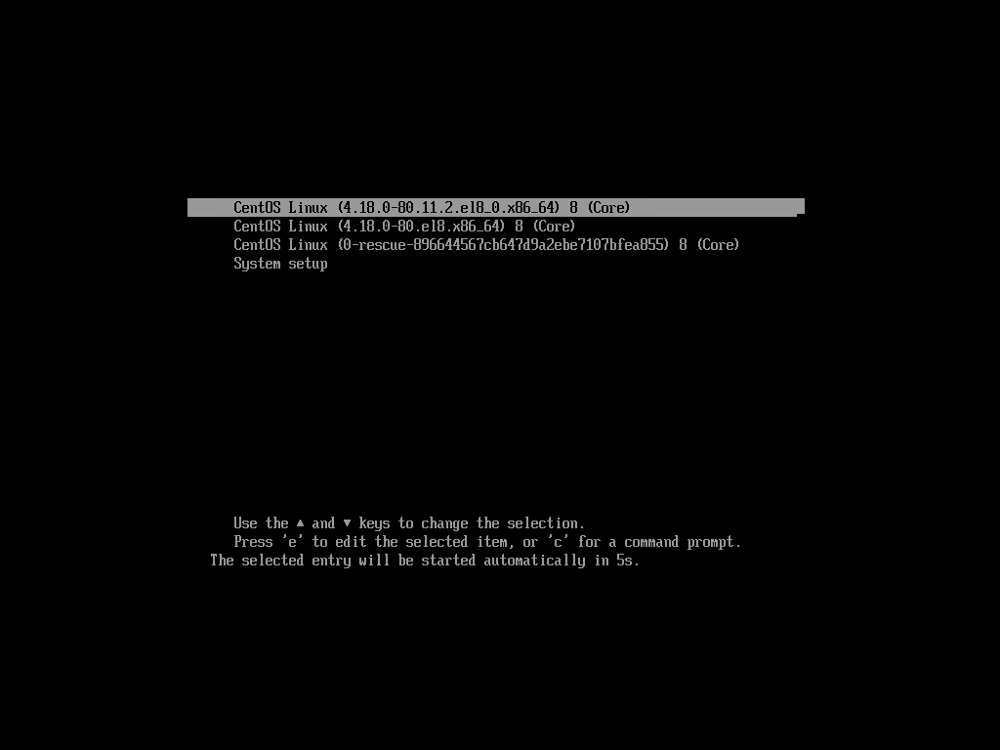 CentOS Linux (4.18.0-80.11.2.el8_0.x86_64) 8 (Core)
CentOS Linux (4.18.0-80.el8.x86_64) 8 (Core)
CentOS Linux (0-rescue-896644567cb647d9a2ebe7107bfea855) 8 (Core)
System setup
Use the ▲ and ▼ keys to change the selection.
Press 'e' to edit the selected item, or 'c' for a command prompt.
The selected entry will be started automatically in 5s.